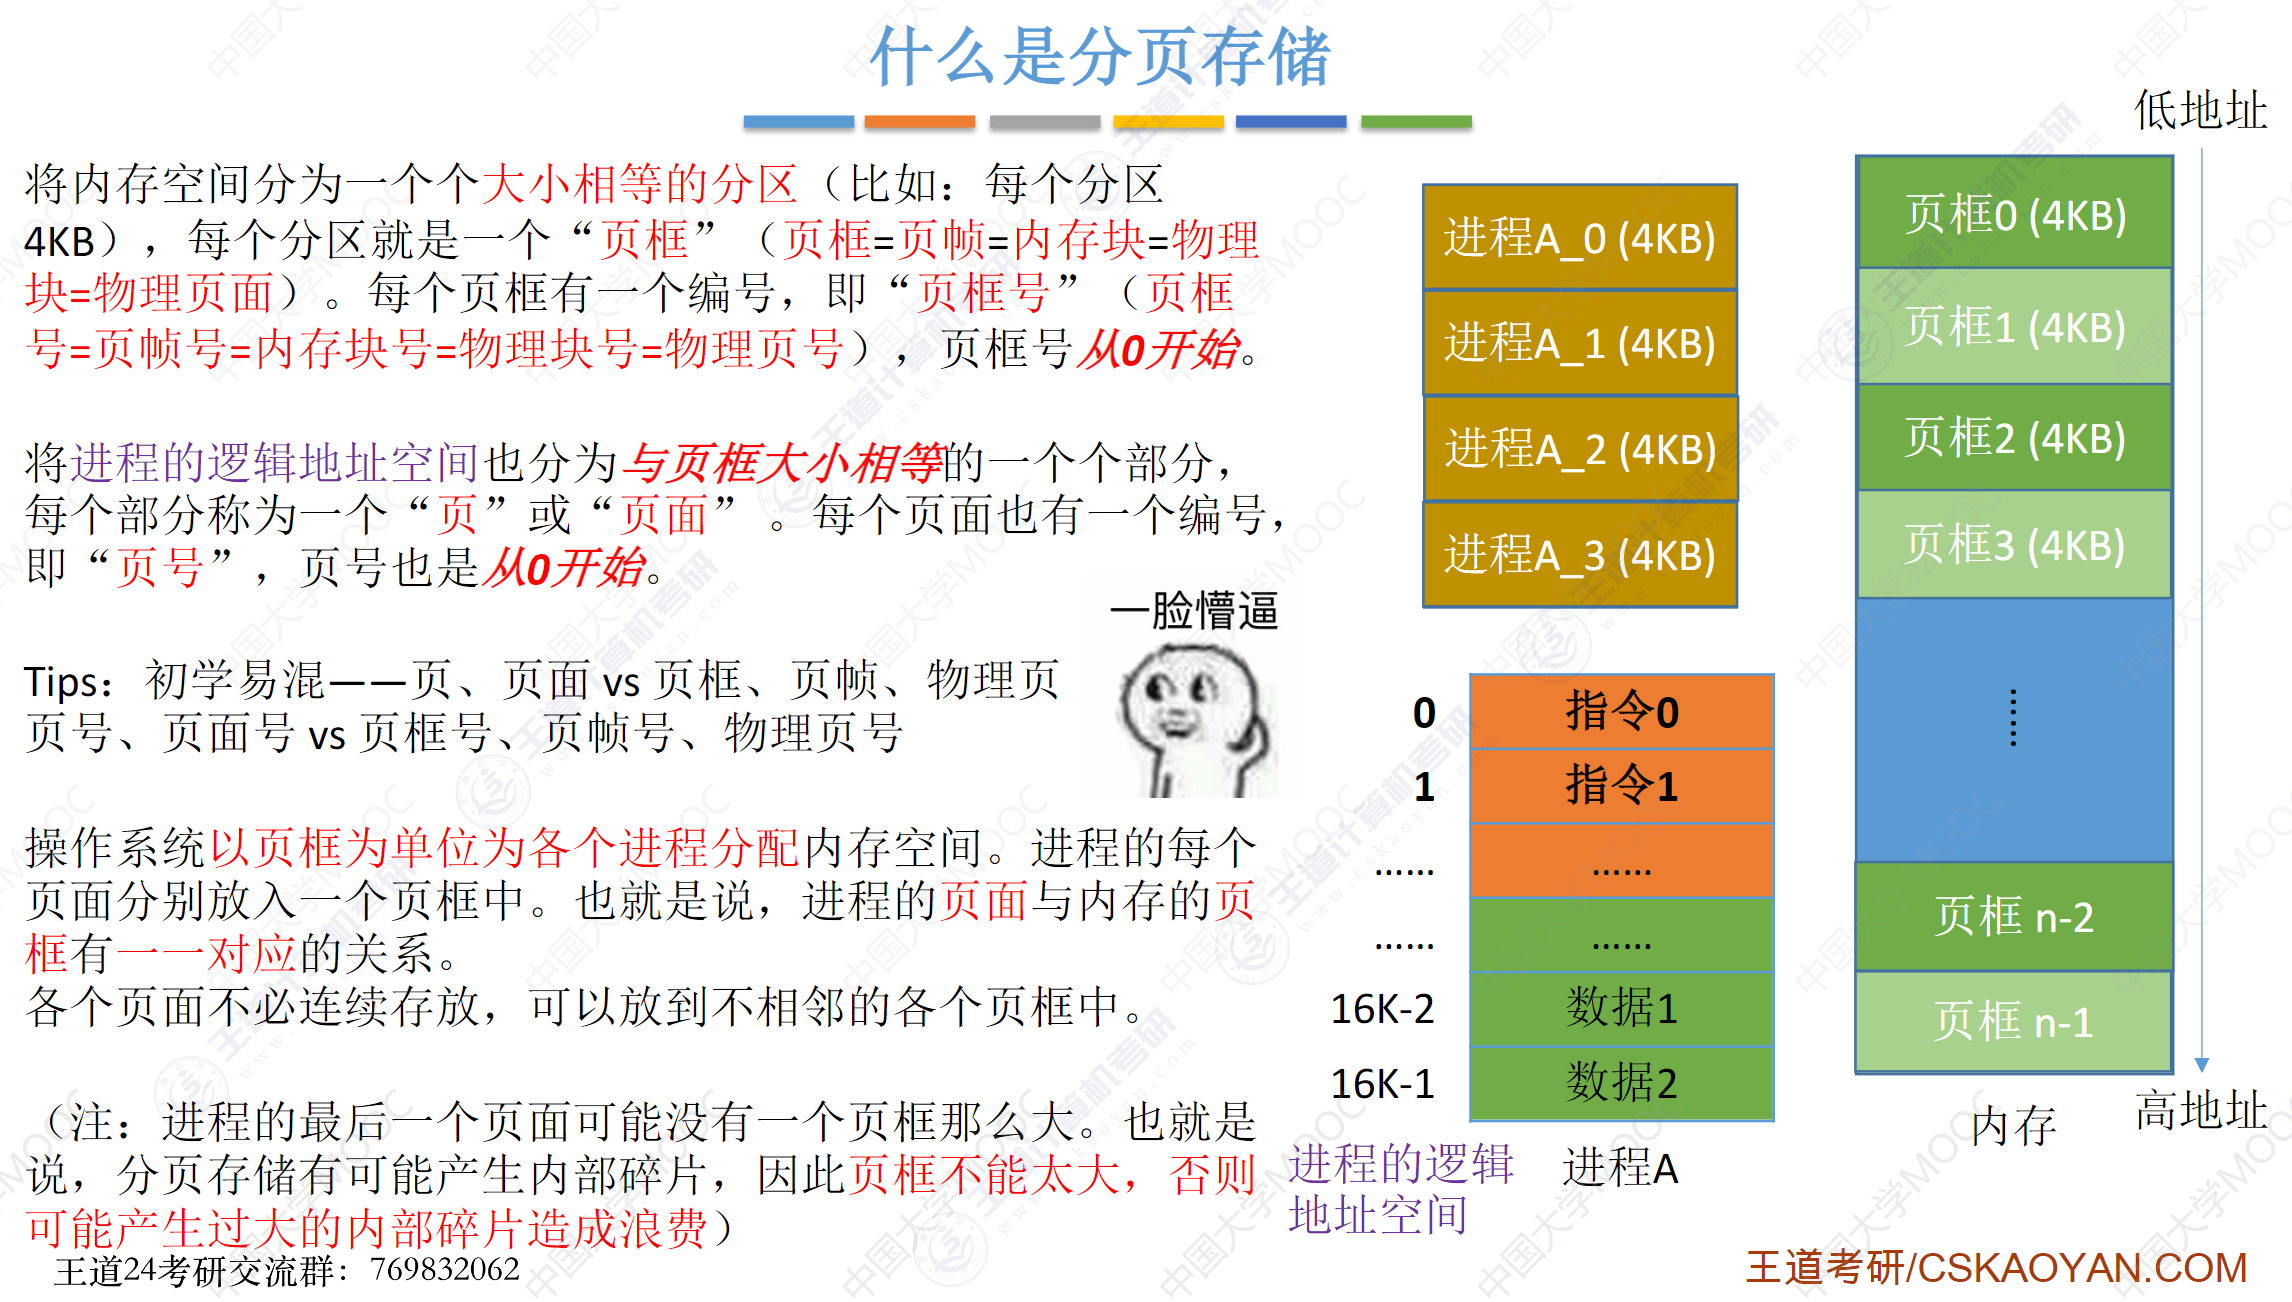 什么是分页存储
将内存空间分为一个个大小相等的分区（比如：每个分区
4KB），每个分区就是一个“页框”（页框=页帧=内存块=物理
块=物理页面）。每个页框有一个编号，即“页框号”（页框
号=页帧号=内存块号=物理块号=物理页号），页框号从0开始。
将进程的逻辑地址空间也分为与页框大小相等的一个个部分，
每个部分称为一个“页”或“页面” 。每个页面也有一个编号，
即“页号”，页号也是从0开始。
Tips：初学易混——页、页面 vs 页框、页帧、物理页
页号、页面号 vs 页框号、页帧号、物理页号
一脸懵逼
操作系统以页框为单位为各个进程分配内存空间。进程的每个
页面分别放入一个页框中。也就是说，进程的页面与内存的页
框有一一对应的关系。
各个页面不必连续存放，可以放到不相邻的各个页框中。
（注：进程的最后一个页面可能没有一个页框那么大。也就是
说，分页存储有可能产生内部碎片，因此页框不能太大，否则
可能产生过大的内部碎片造成浪费）
王道24考研交流群：769832062
进程A_0 (4KB)
进程A_1 (4KB)
进程A_2 (4KB)
进程A_3 (4KB)
0 指令0
1 指令1
...... ......
...... ......
16K-2 数据1
16K-1 数据2
进程的逻辑
地址空间
进程A
低地址
页框0 (4KB)
页框1 (4KB)
页框2 (4KB)
页框3 (4KB)
......
页框 n-2
页框 n-1
内存
高地址
王道考研/CSKAOYAN.COM
中国大学MOOC
王道计算机考研
www.cskaoyan.com